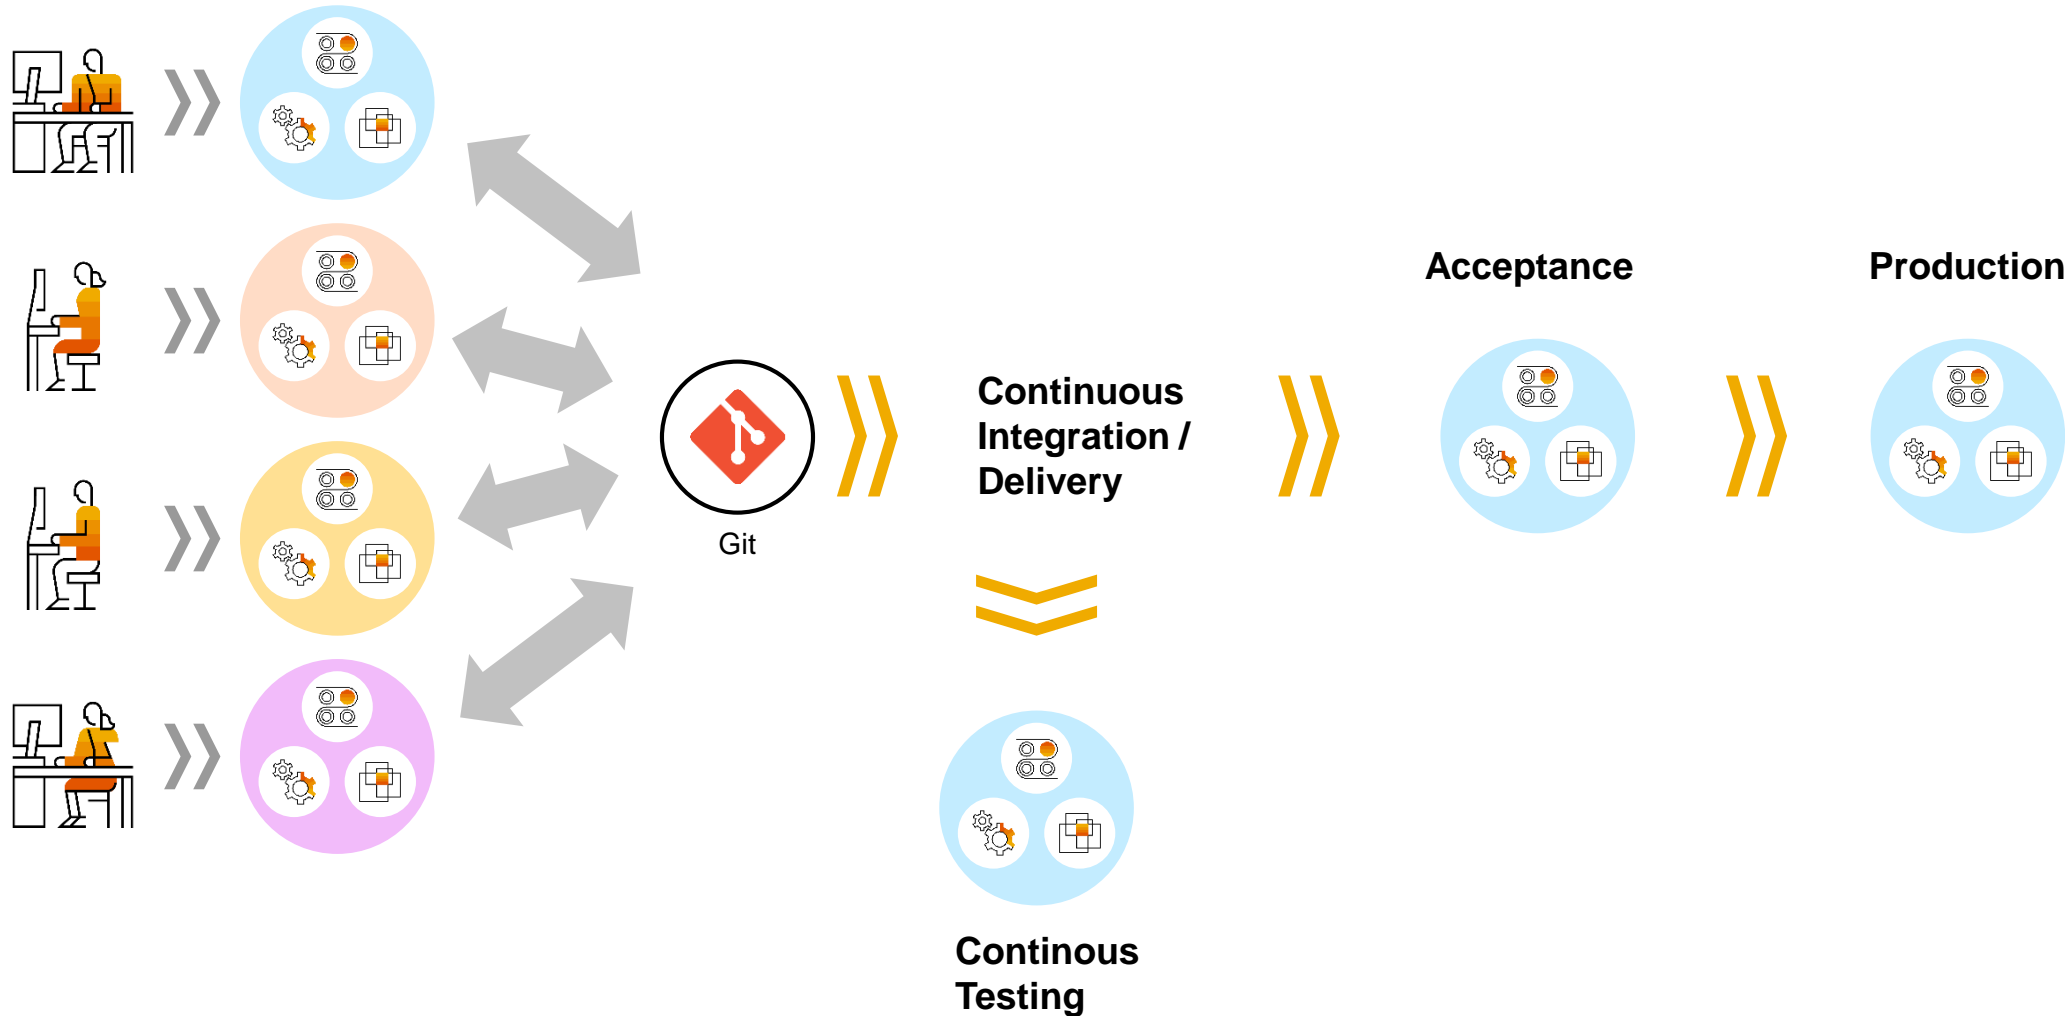 Acceptance
Production
Continuous
Integration /
Delivery
Git
Continous
Testing